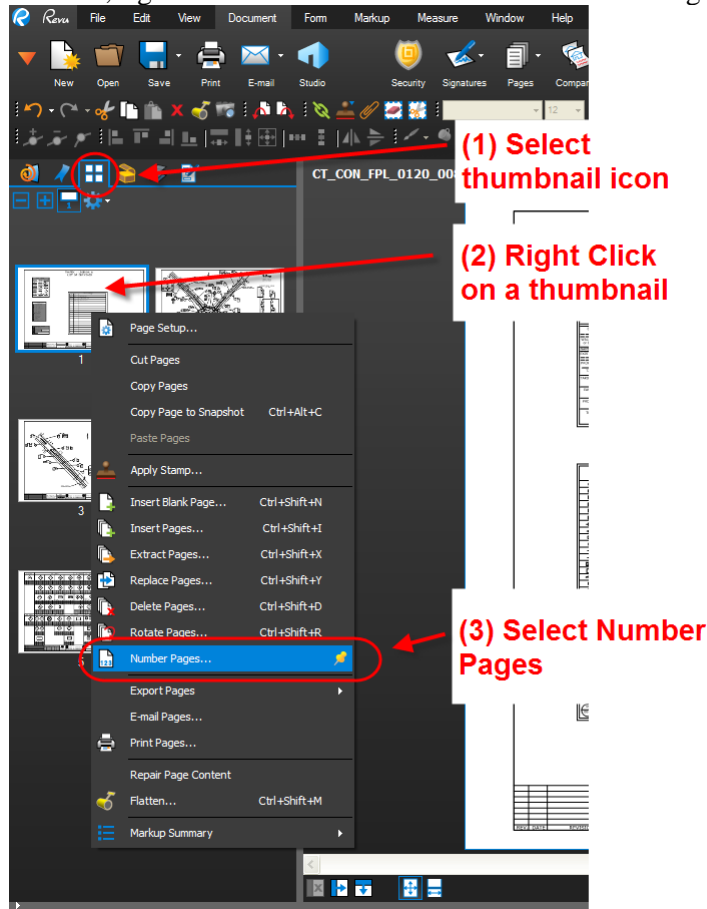 Revu File Edit View Document Form Markup Measure Window Help
New Open Save Print E-mail Studio Security Signatures Pages Compar
12
(1) Select
thumbnail icon
CT_CON_FPL_0120_00
(2) Right Click
on a thumbnail
1
Page Setup...
Cut Pages
Copy Pages
Copy Page to Snapshot Ctrl+Alt+C
Paste Pages
Apply Stamp...
3
Insert Blank Page... Ctrl+Shift+N
Insert Pages... Ctrl+Shift+I
Extract Pages... Ctrl+Shift+X
Replace Pages... Ctrl+Shift+Y
Delete Pages... Ctrl+Shift+D
Rotate Pages... Ctrl+Shift+R
(3) Select Number
Pages
5
Number Pages...
Export Pages
E-mail Pages...
Print Pages...
Repair Page Content
Flatten... Ctrl+Shift+M
Markup Summary